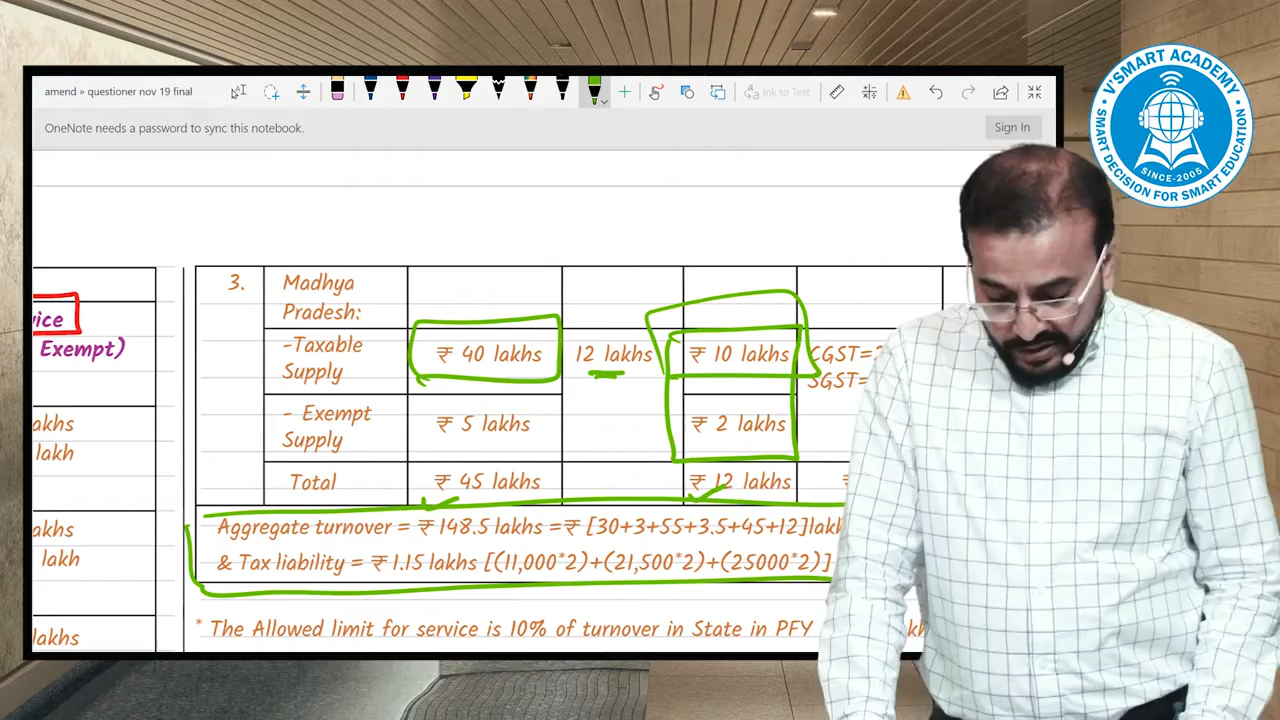 amend » questioner nov 19 final
Ink to Text
OneNote needs a password to sync this notebook.
Sign In
V'SMART ACADEMY
SINCE-2005
SMART DECISION FOR SMART EDUCATION
Exempt)
lakh
lakh
lakhs
3.
Madhya
Pradesh:
-Taxable
Supply
₹ 40 lakhs
12 lakhs
₹ 10 lakhs
CGST=
SGST=
- Exempt
Supply
₹ 5 lakhs
₹ 2 lakhs
Total
₹ 45 lakhs
₹ 12 lakhs
₹
Aggregate turnover = ₹ 148.5 lakhs =₹ [30+3+55+3.5+45+12]lakh
& Tax liability = ₹ 1.15 lakhs [(11,000*2)+(21,500*2)+(25000*2)]
* The Allowed limit for service is 10% of turnover in State in PFY